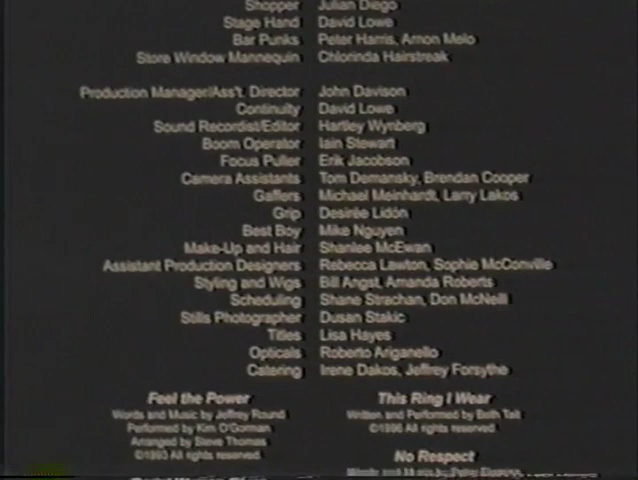 Shopper Julian Diego
Stage Hand David Lowe
Bar Punks Peter Harris, Arnon Melo
Store Window Mannequin Chlorinda Hairstreak
Production Manager/Ass't. Director John Davison
Continuity David Lowe
Sound Recordist/Editor Hartley Wynberg
Boom Operator Iain Stewart
Focus Puller Erik Jacobson
Camera Assistants Tom Demansky, Brendan Cooper
Gaffers Michael Meinhardt, Larry Lakos
Grip Desirée Lidón
Best Boy Mike Nguyen
Make-Up and Hair Shanlee McEwan
Assistant Production Designers Rebecca Lawton, Sophie McConville
Styling and Wigs Bill Angst, Amanda Roberts
Scheduling Shane Strachan, Don McNeill
Stills Photographer Dusan Stakic
Titles Lisa Hayes
Opticals Roberto Ariganello
Catering Irene Dakos, Jeffrey Forsythe
Feel the Power
Words and Music by Jeffrey Round
Performed by Kim O'Gorman
Arranged by Steve Thomas
©1993 All rights reserved
This Ring I Wear
Written and Performed by Beth Tait
©1996 All rights reserved
No Respect